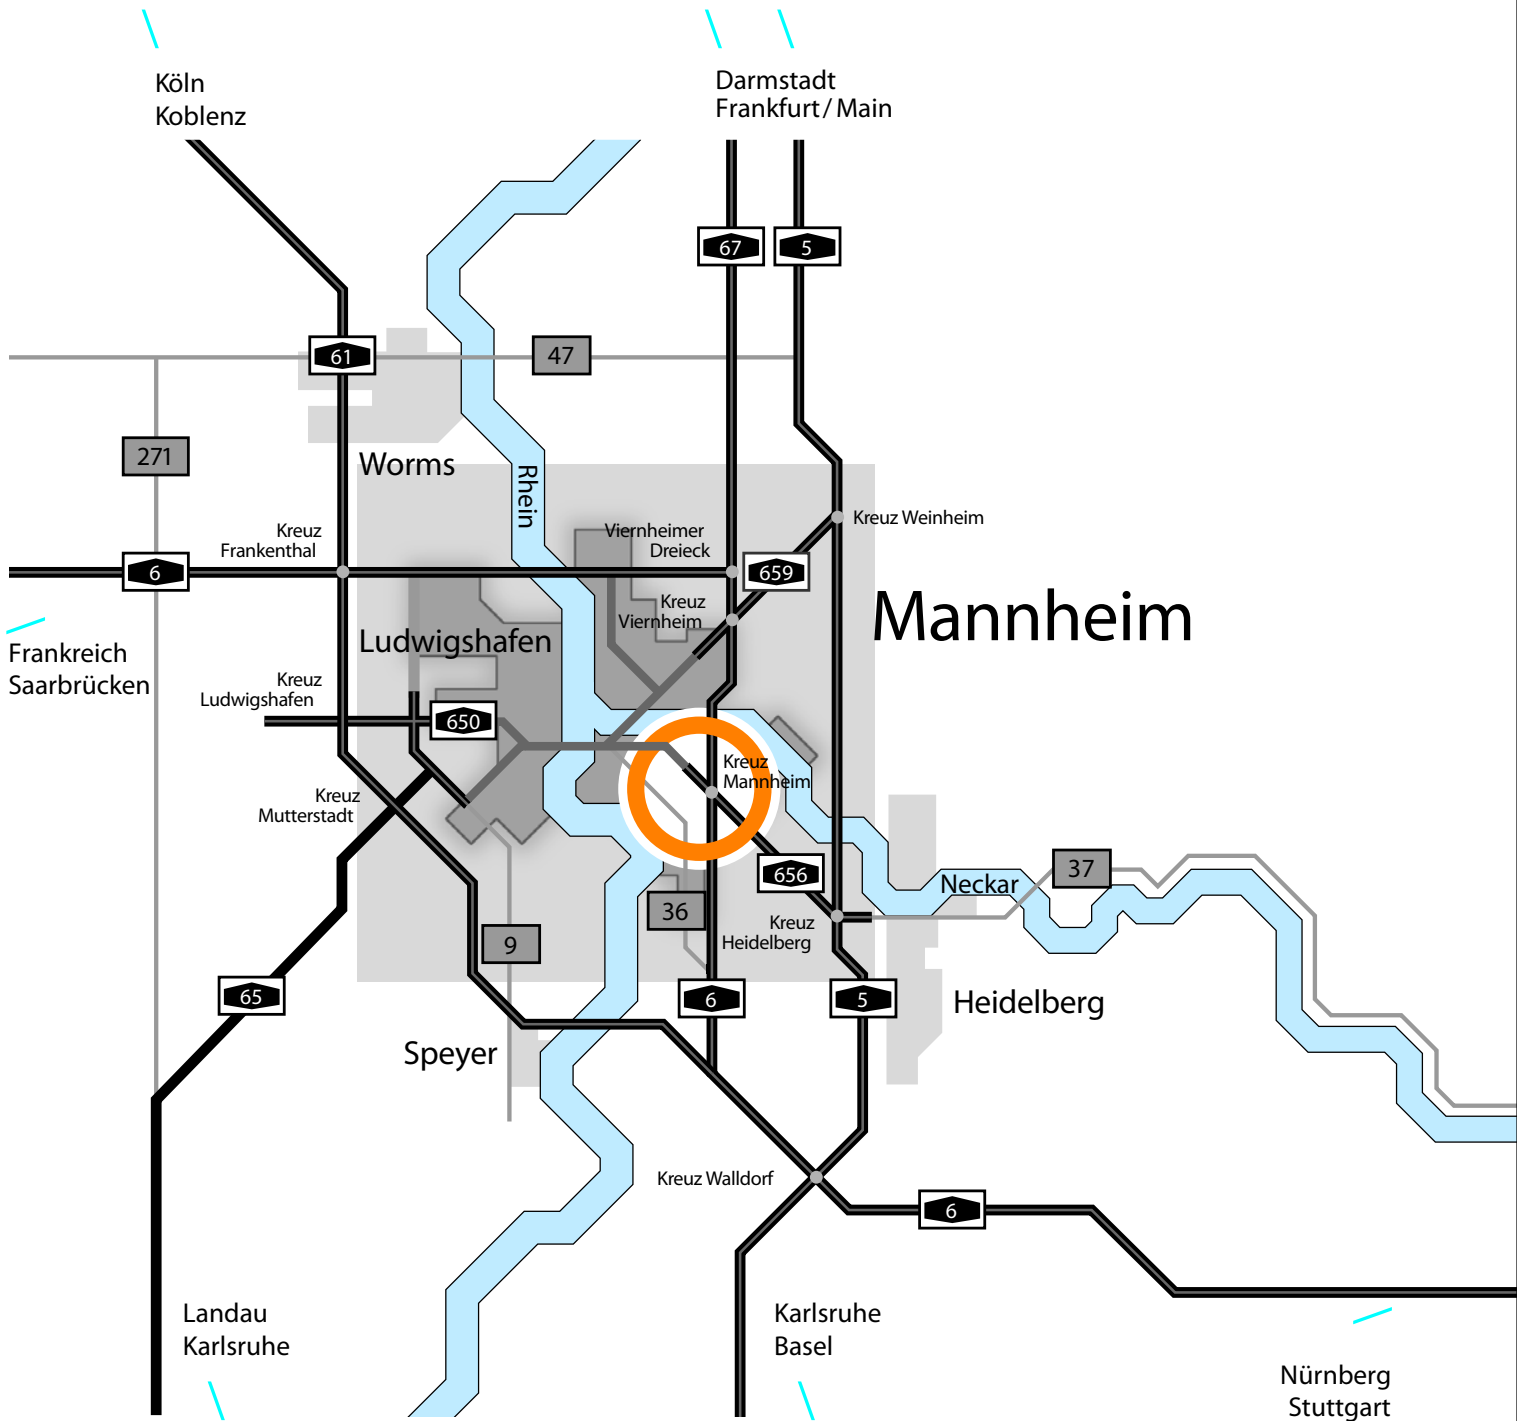 Köln
Koblenz
Darmstadt
Frankfurt / Main
67
5
61
47
271
Worms
Rhein
Kreuz
Frankenthal
Viernheimer
Dreieck
Kreuz Weinheim
6
659
Kreuz
Viernheim
Mannheim
Ludwigshafen
Frankreich
Saarbrücken
Kreuz
Ludwigshafen
650
Kreuz
Mannheim
Kreuz
Mutterstadt
656
37
Neckar
36
Kreuz
Heidelberg
9
65
6
5
Heidelberg
Speyer
Kreuz Walldorf
6
Landau
Karlsruhe
Karlsruhe
Basel
Nürnberg
Stuttgart